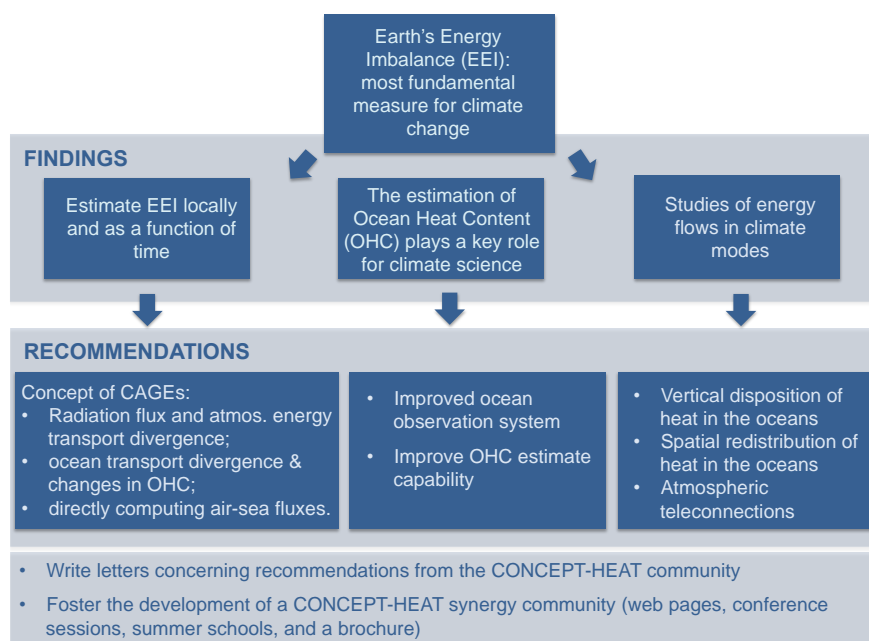 Earth's Energy
Imbalance (EEI):
most fundamental
measure for climate
change
FINDINGS
Estimate EEI locally
and as a function of
time
The estimation of
Ocean Heat Content
(OHC) plays a key role
for climate science
Studies of energy
flows in climate
modes
RECOMMENDATIONS
Concept of CAGEs:
• Radiation flux and atmos. energy
transport divergence;
• ocean transport divergence &
changes in OHC;
• directly computing air-sea fluxes.
• Improved ocean
observation system
• Improve OHC estimate
capability
• Vertical disposition of
heat in the oceans
• Spatial redistribution of
heat in the oceans
• Atmospheric
teleconnections
• Write letters concerning recommendations from the CONCEPT-HEAT community
• Foster the development of a CONCEPT-HEAT synergy community (web pages, conference
sessions, summer schools, and a brochure)